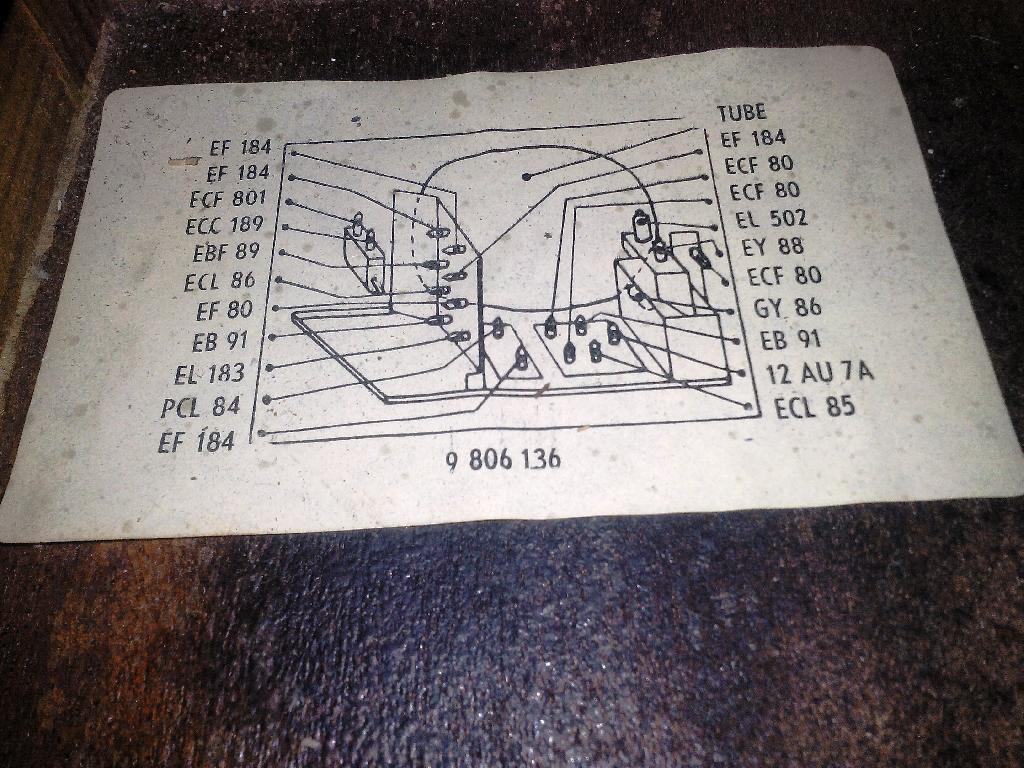 EF 184
EF 184
ECF 801
ECC 189
EBF 89
ECL 86
EF 80
EB 91
EL 183
PCL 84
EF 184
TUBE
EF 184
ECF 80
ECF 80
EL 502
EY 88
ECF 80
GY 86
EB 91
12 AU 7A
ECL 85
9 806 136